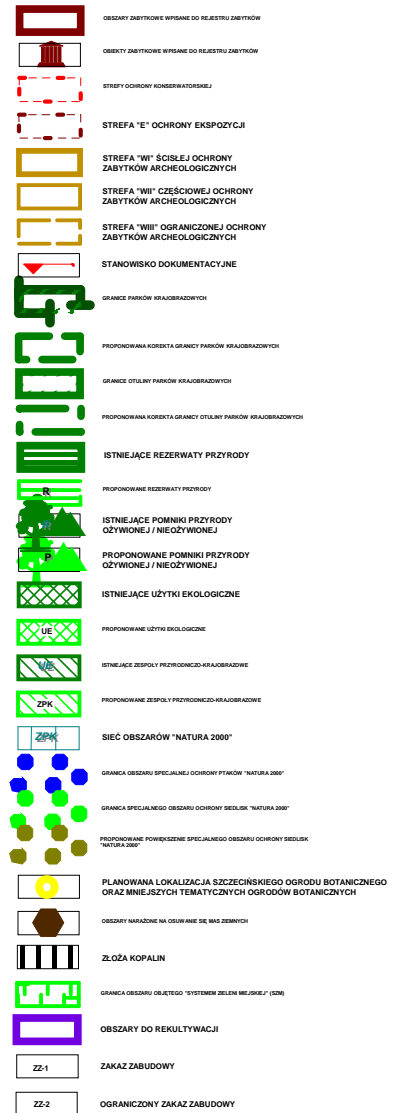 OBSZARY ZABYTKOWE WPISANE DO REJESTRU ZABYTKÓW
OBIEKTY ZABYTKOWE WPISANE DO REJESTRU ZABYTKÓW
STREFY OCHRONY KONSERWATORSKIEJ
STREFA "E" OCHRONY EKSPOZYCJI
STREFA "WI" ŚCISŁEJ OCHRONY
ZABYTKÓW ARCHEOLOGICZNYCH
STREFA "WII" CZĘŚCIOWEJ OCHRONY
ZABYTKÓW ARCHEOLOGICZNYCH
STREFA "WIII" OGRANICZONEJ OCHRONY
ZABYTKÓW ARCHEOLOGICZNYCH
STANOWISKO DOKUMENTACYJNE
GRANICE PARKÓW KRAJOBRAZOWYCH
PROPONOWANA KOREKTA GRANICY PARKÓW KRAJOBRAZOWYCH
GRANICE OTULINY PARKÓW KRAJOBRAZOWYCH
PROPONOWANA KOREKTA GRANICY OTULINY PARKÓW KRAJOBRAZOWYCH
ISTNIEJĄCE REZERWATY PRZYRODY
R PROPONOWANE REZERWATY PRZYRODY
R ISTNIEJĄCE POMNIKI PRZYRODY
OŻYWIONEJ / NIEOŻYWIONEJ
P PROPONOWANE POMNIKI PRZYRODY
OŻYWIONEJ / NIEOŻYWIONEJ
ISTNIEJĄCE UŻYTKI EKOLOGICZNE
UE PROPONOWANE UŻYTKI EKOLOGICZNE
UE ISTNIEJĄCE ZESPOŁY PRZYRODNICZO-KRAJOBRAZOWE
ZPK PROPONOWANE ZESPOŁY PRZYRODNICZO-KRAJOBRAZOWE
ZPK SIEĆ OBSZARÓW "NATURA 2000"
GRANICA OBSZARU SPECJALNEJ OCHRONY PTAKÓW "NATURA 2000"
GRANICA SPECJALNEGO OBSZARU OCHRONY SIEDLISK "NATURA 2000"
PROPONOWANE POWIĘKSZENIE SPECJALNEGO OBSZARU OCHRONY SIEDLISK
"NATURA 2000"
PLANOWANA LOKALIZACJA SZCZECIŃSKIEGO OGRODU BOTANICZNEGO
ORAZ MNIEJSZYCH TEMATYCZNYCH OGRODÓW BOTANICZNYCH
OBSZARY NARAŻONE NA OSUWANIE SIĘ MAS ZIEMNYCH
ZŁOŻA KOPALIN
GRANICA OBSZARU OBJĘTEGO "SYSTEMEM ZIELENI MIEJSKIEJ" (SZM)
OBSZARY DO REKULTYWACJI
ZZ-1 ZAKAZ ZABUDOWY
ZZ-2 OGRANICZONY ZAKAZ ZABUDOWY